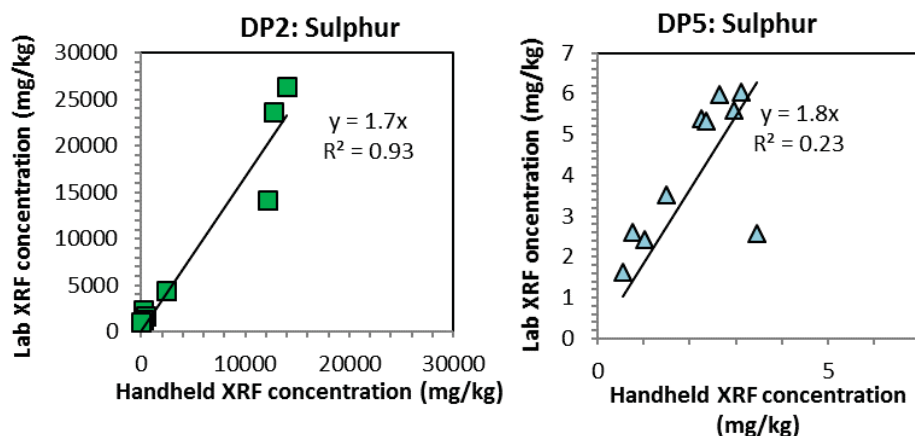 DP2: Sulphur
Lab XRF concentration (mg/kg)
30000
25000
20000
15000
10000
5000
0
y = 1.7x
R² = 0.93
0 10000 20000 30000
Handheld XRF concentration (mg/kg)
DP5: Sulphur
Lab XRF oncentration (mg/kg)
7
6
5
4
3
2
1
0
y = 1.8x
R² = 0.23
0 5
Handheld XRF concentration
(mg/kg)